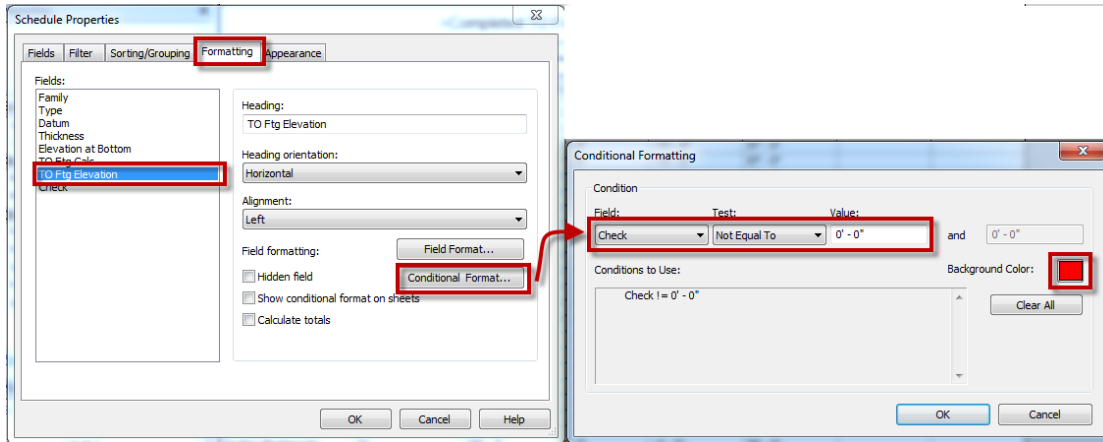 Schedule Properties
Fields Filter Sorting/Grouping Formatting Appearance
Fields:
Family
Type
Datum
Thickness
Elevation at Bottom
TO Ftg Calc
TO Ftg Elevation
Check
Heading:
TO Ftg Elevation
Heading orientation:
Horizontal
Alignment:
Left
Field formatting:
Field Format...
Hidden field
Conditional Format...
Show conditional format on sheets
Calculate totals
OK Cancel Help
Conditional Formatting
Condition
Field: Test: Value:
Check Not Equal To 0' - 0" and 0' - 0"
Conditions to Use:
Background Color:
Check != 0' - 0"
Clear All
OK Cancel